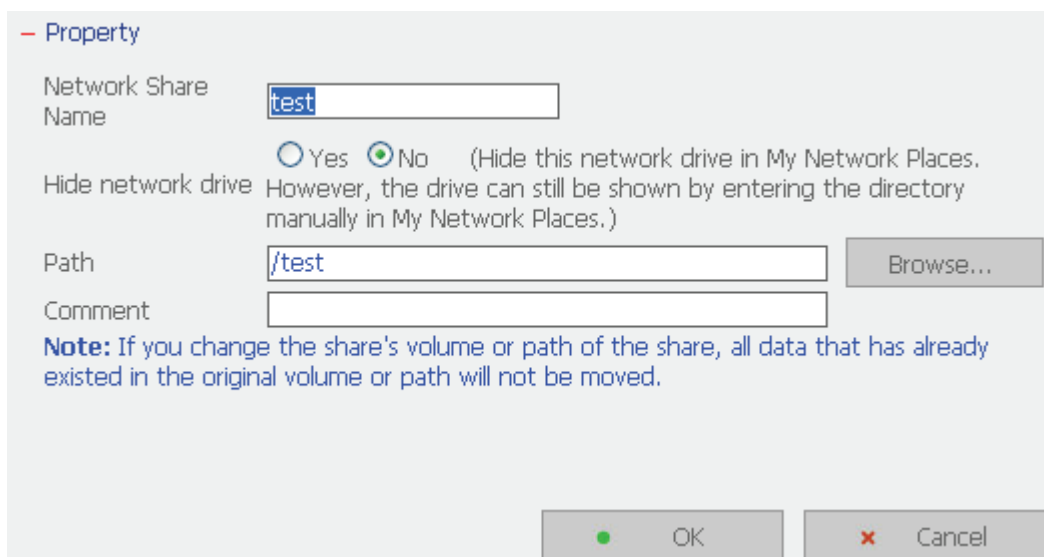 Property
Network Share
Name
test
Yes No (Hide this network drive in My Network Places.
Hide network drive However, the drive can still be shown by entering the directory
manually in My Network Places.)
Path /test Browse...
Comment
Note: If you change the share's volume or path of the share, all data that has already
existed in the original volume or path will not be moved.
OK Cancel